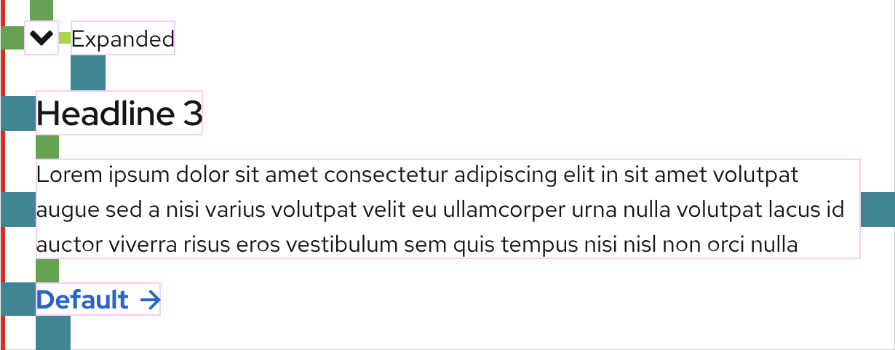 Expanded
Headline 3
Lorem ipsum dolor sit amet consectetur adipiscing elit in sit amet volutpat
augue sed a nisi varius volutpat velit eu ullamcorper urna nulla volutpat lacus id
auctor viverra risus eros vestibulum sem quis tempus nisi nisl non orci nulla
Default →